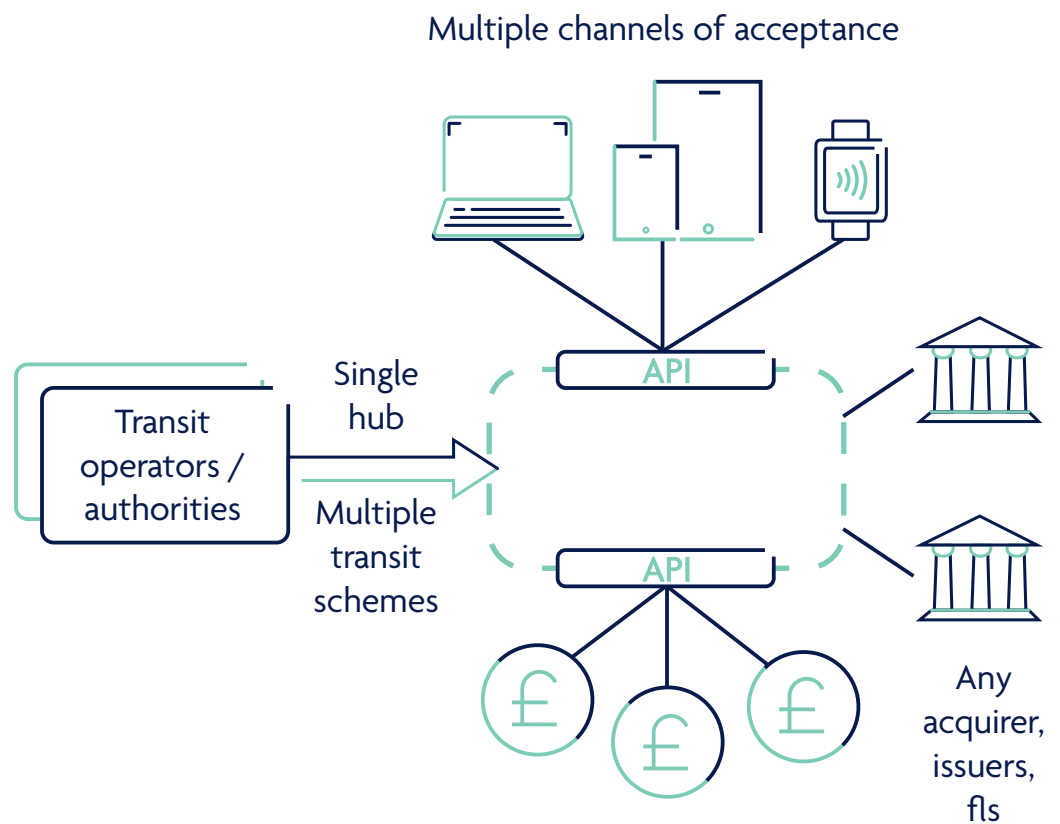 Multiple channels of acceptance
API
Single
hub
Transit
operators /
authorities
Multiple
transit
schemes
API
£
£
£
Any
acquirer,
issuers,
fls